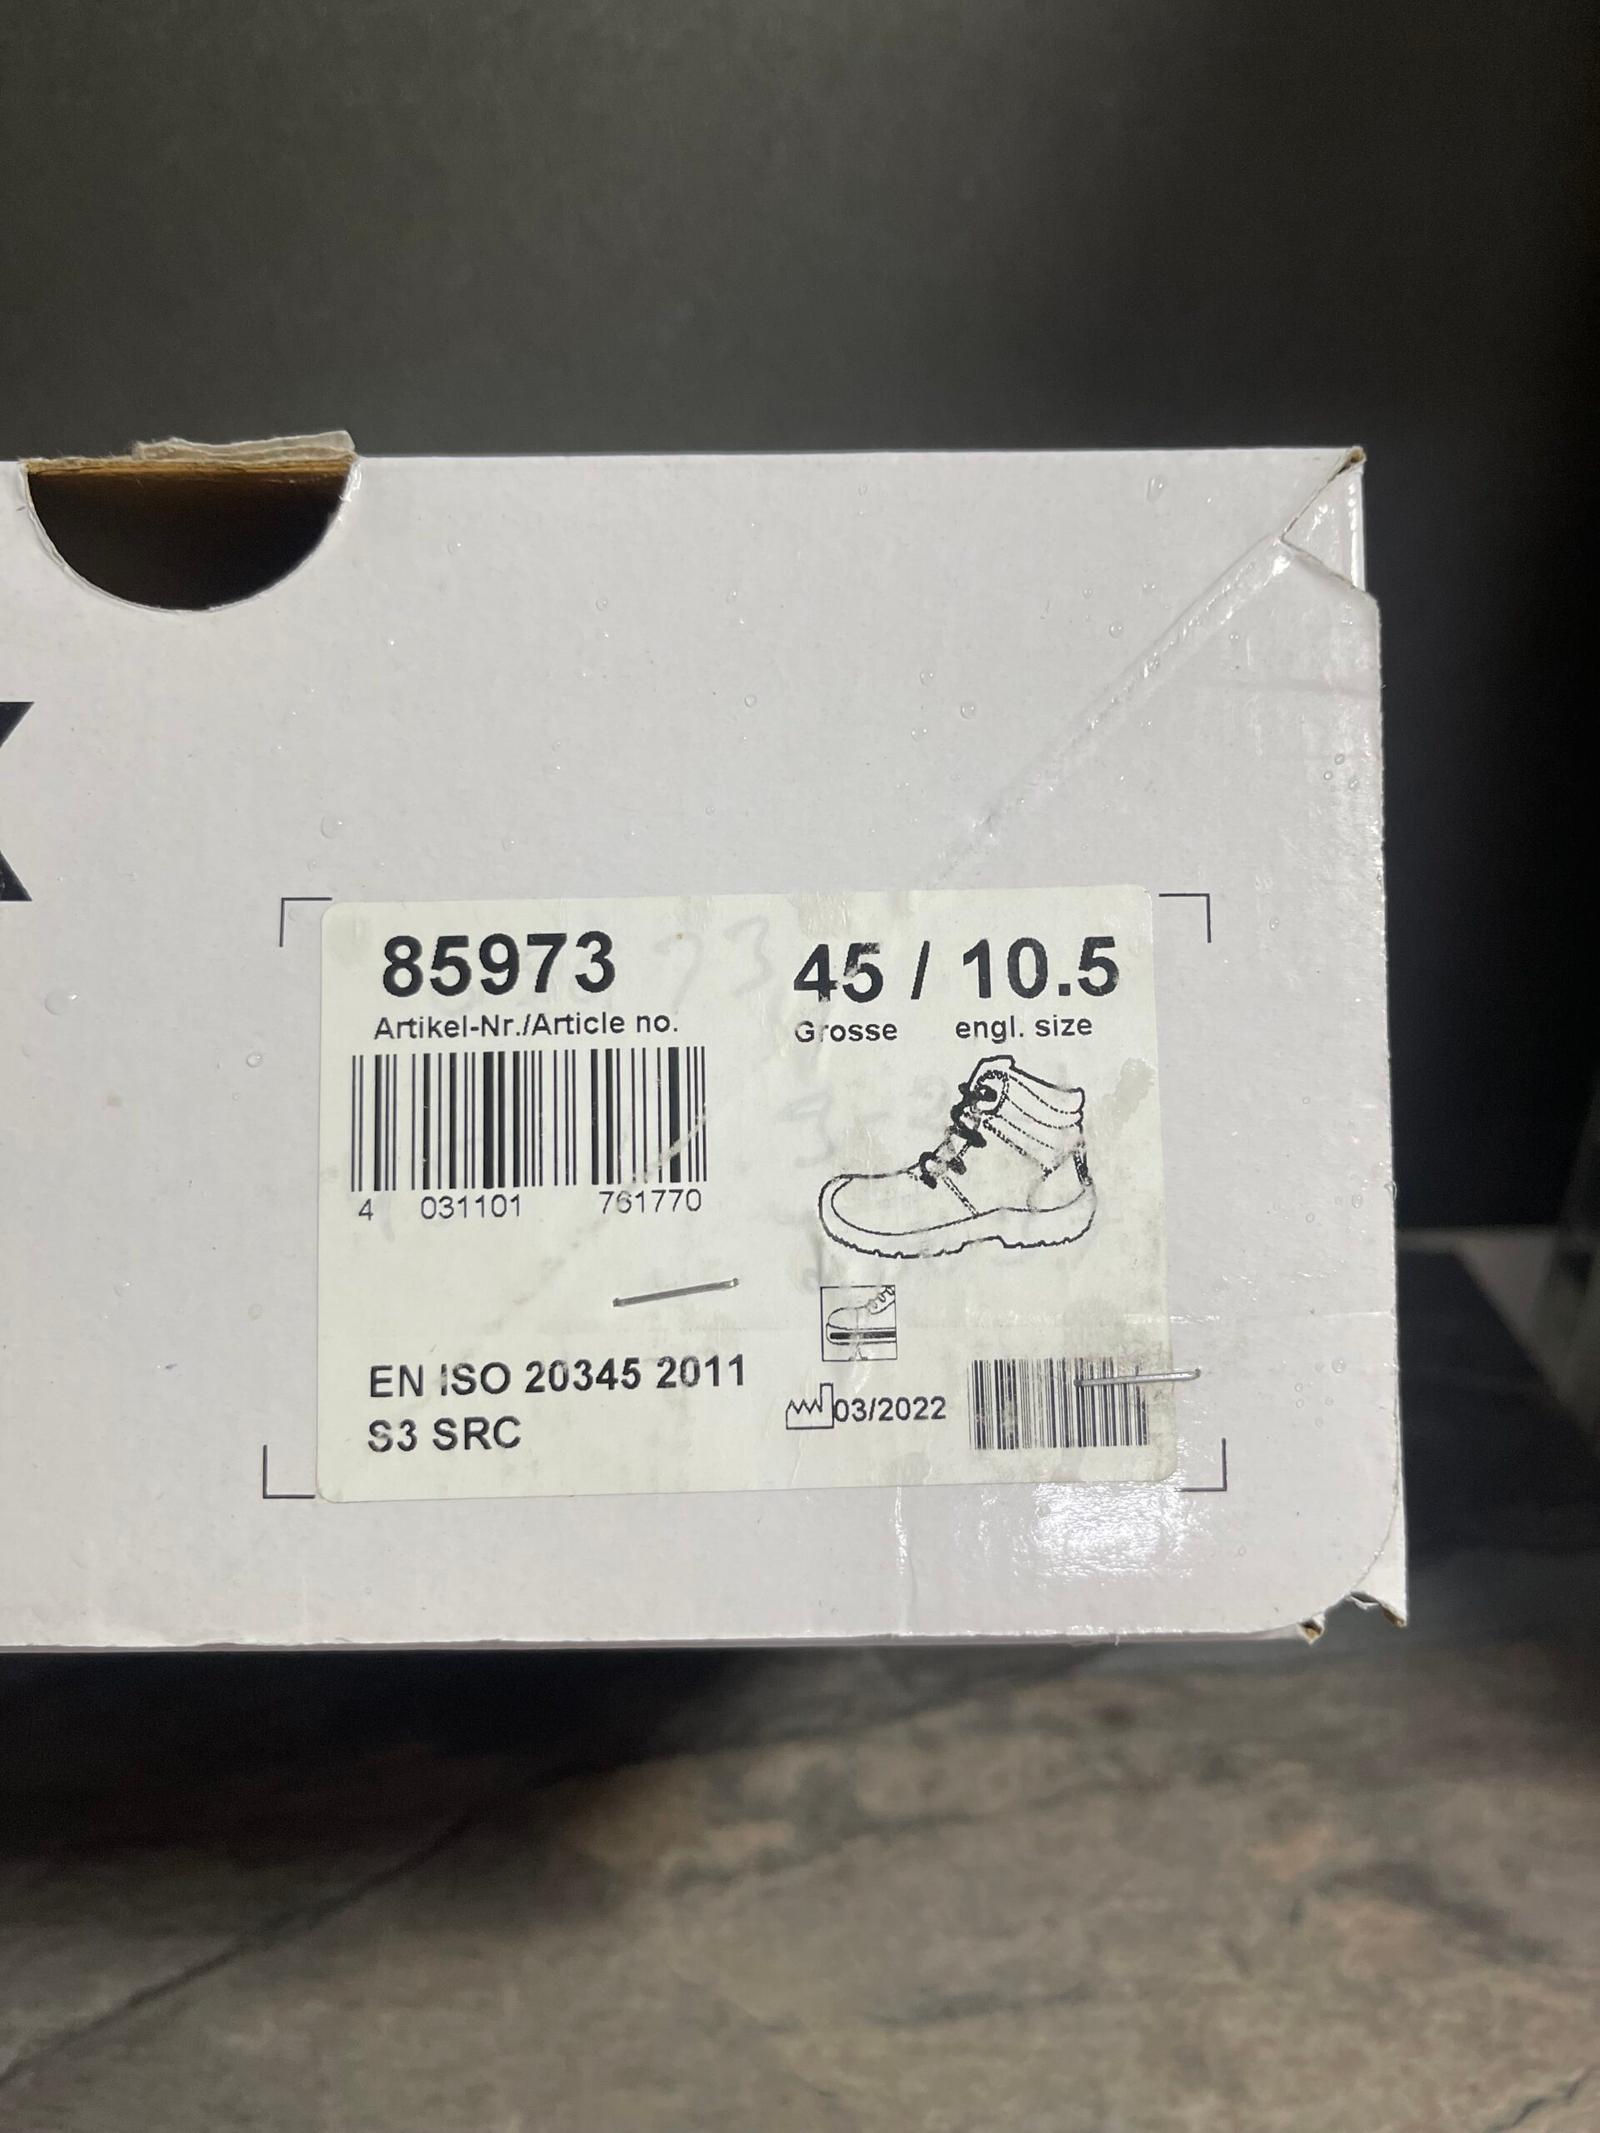 85973
Artikel-Nr./Article no.
45 / 10.5
Grosse engl. size
4 031101 761770
EN ISO 20345 2011
S3 SRC
03/2022